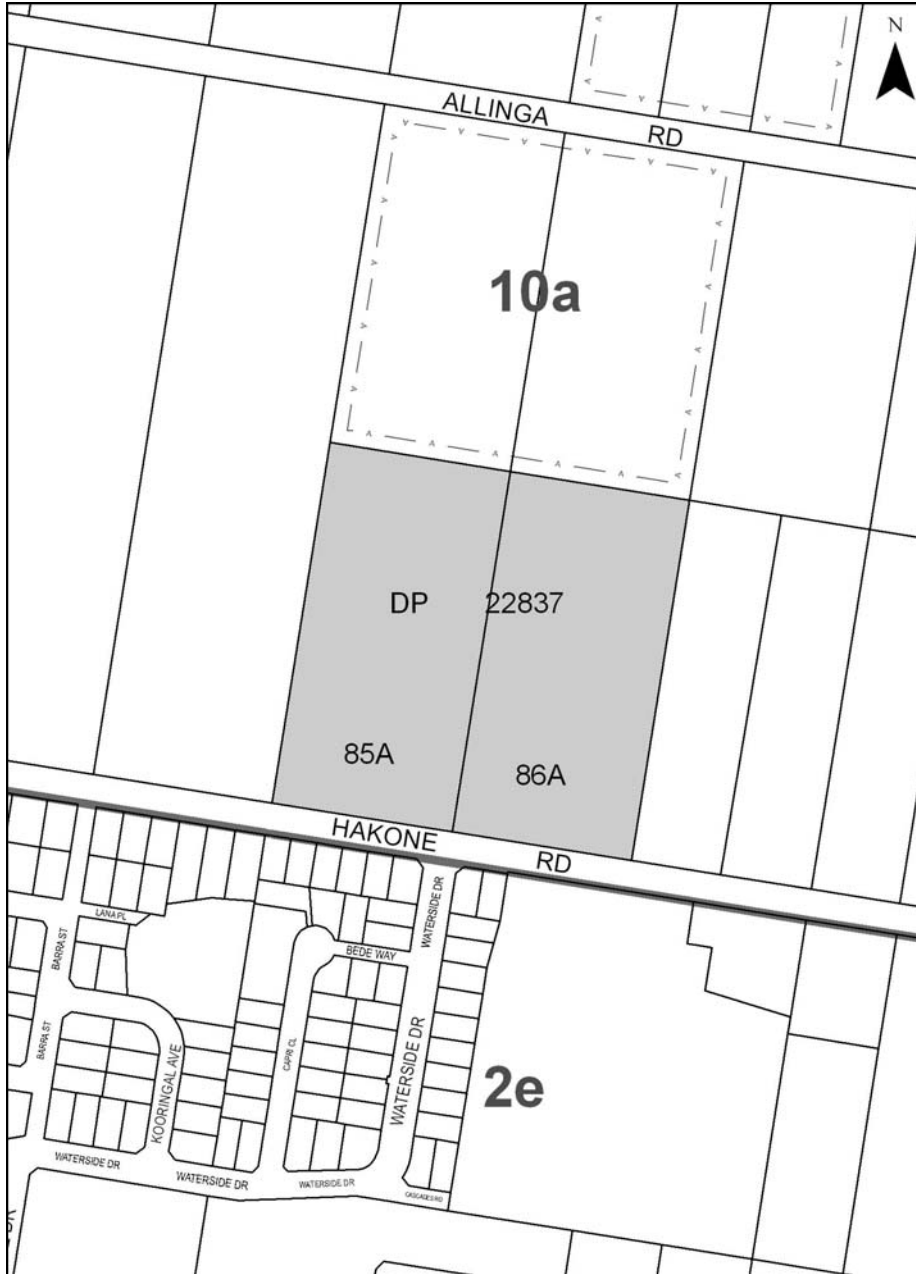 N
ALLINGA RD
10a
DP 22837
85A
86A
HAKONE RD
WATERSIDE DR
LANA PL
BARRA ST
BEDE WAY
CAPRI CL
BARRA ST
WATERSIDE DR
KOORINGAL AVE
2e
WATERSIDE DR
WATERSIDE DR
WATERSIDE DR
CASCADES RD
DR